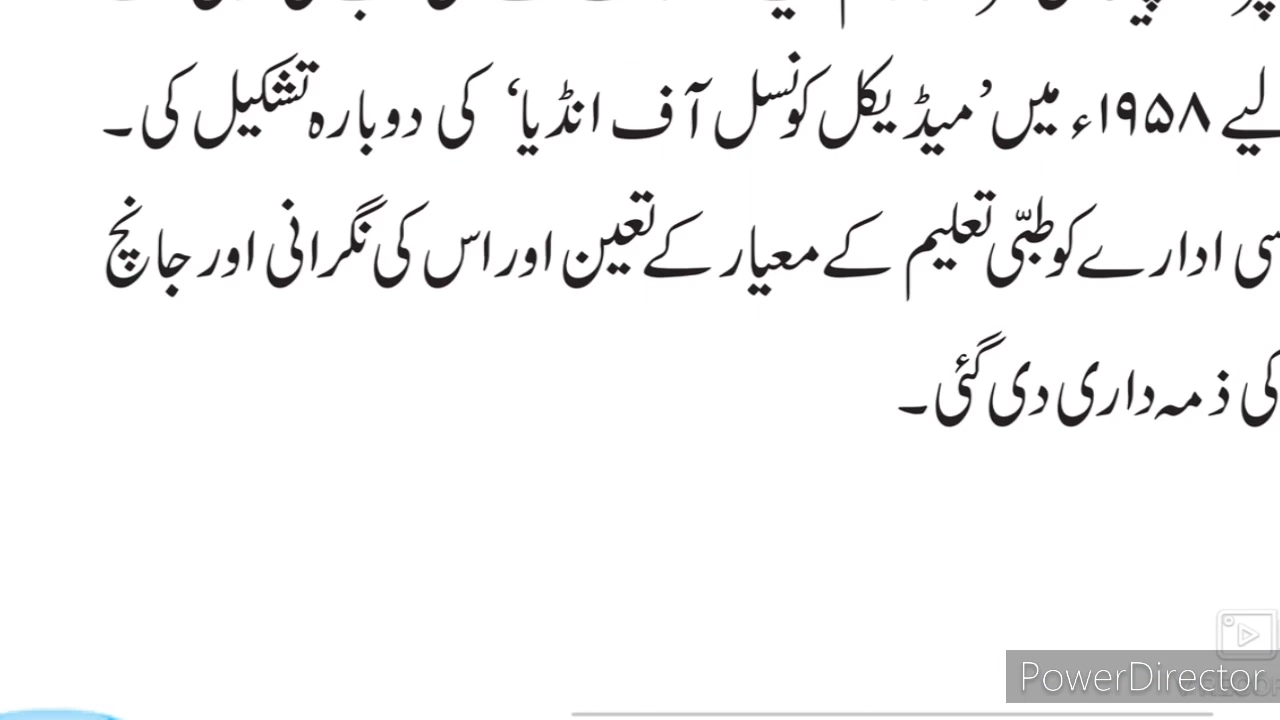 لیے ۱۹۵۸ء میں ’میڈیکل کونسل آف انڈیا‘ کی دوبارہ تشکیل کی۔
ادارے کو طبّی تعلیم کے معیار کے تعین اور اس کی نگرانی اور جانچ
کی ذمہ داری دی گئی۔
PowerDirector